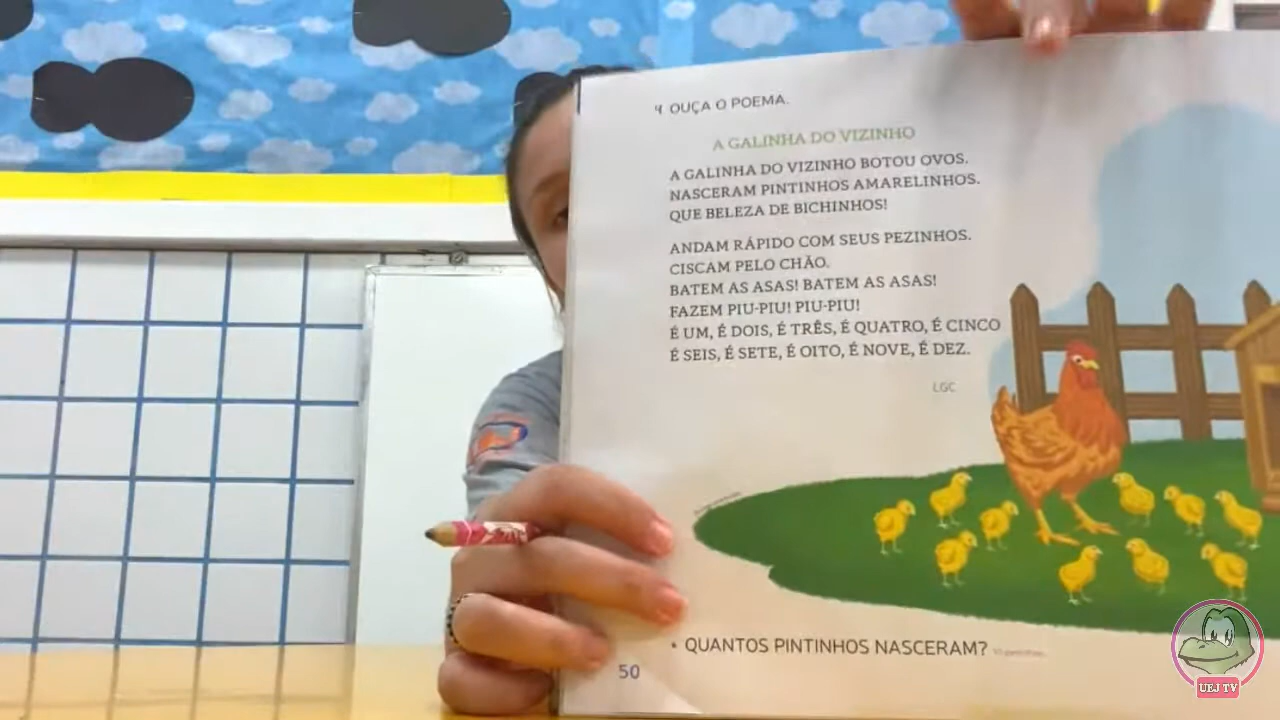 4 OUÇA O POEMA.
A GALINHA DO VIZINHO
A GALINHA DO VIZINHO BOTOU OVOS.
NASCERAM PINTINHOS AMARELINHOS.
QUE BELEZA DE BICHINHOS!
ANDAM RÁPIDO COM SEUS PEZINHOS.
CISCAM PELO CHÃO.
BATEM AS ASAS! BATEM AS ASAS!
FAZEM PIU-PIU! PIU-PIU!
É UM, É DOIS, É TRÊS, É QUATRO, É CINCO
É SEIS, É SETE, É OITO, É NOVE, É DEZ.
LGC
• QUANTOS PINTINHOS NASCERAM? 10 pintinhos.
50
UEJ TV